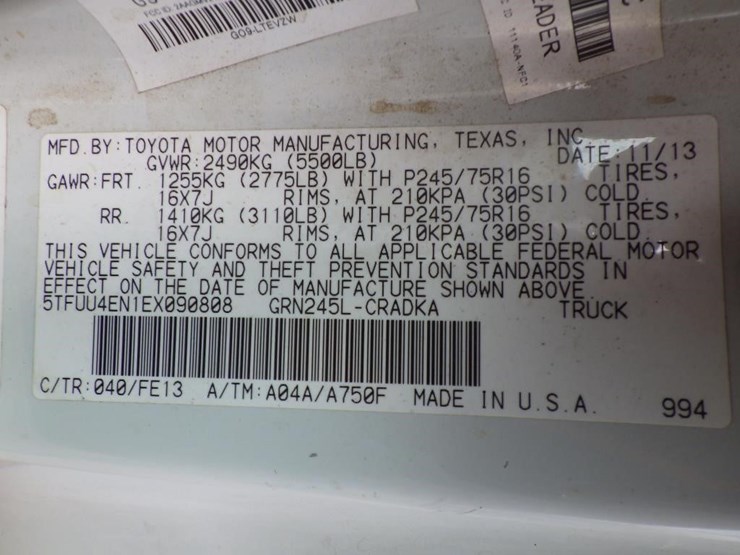 GO9-LTEVZW
EADER
MFD.BY:TOYOTA MOTOR MANUFACTURING, TEXAS, INC.
GVWR:2490KG (5500LB) DATE:11/13
GAWR:FRT. 1255KG (2775LB) WITH P245/75R16 TIRES,
16X7J RIMS, AT 210KPA (30PSI) COLD.
RR. 1410KG (3110LB) WITH P245/75R16 TIRES,
16X7J RIMS, AT 210KPA (30PSI) COLD.
THIS VEHICLE CONFORMS TO ALL APPLICABLE FEDERAL MOTOR
VEHICLE SAFETY AND THEFT PREVENTION STANDARDS IN
EFFECT ON THE DATE OF MANUFACTURE SHOWN ABOVE.
5TFUU4EN1EX090808 GRN245L-CRADKA TRUCK
C/TR:040/FE13 A/TM:A04A/A750F MADE IN U.S.A. 994